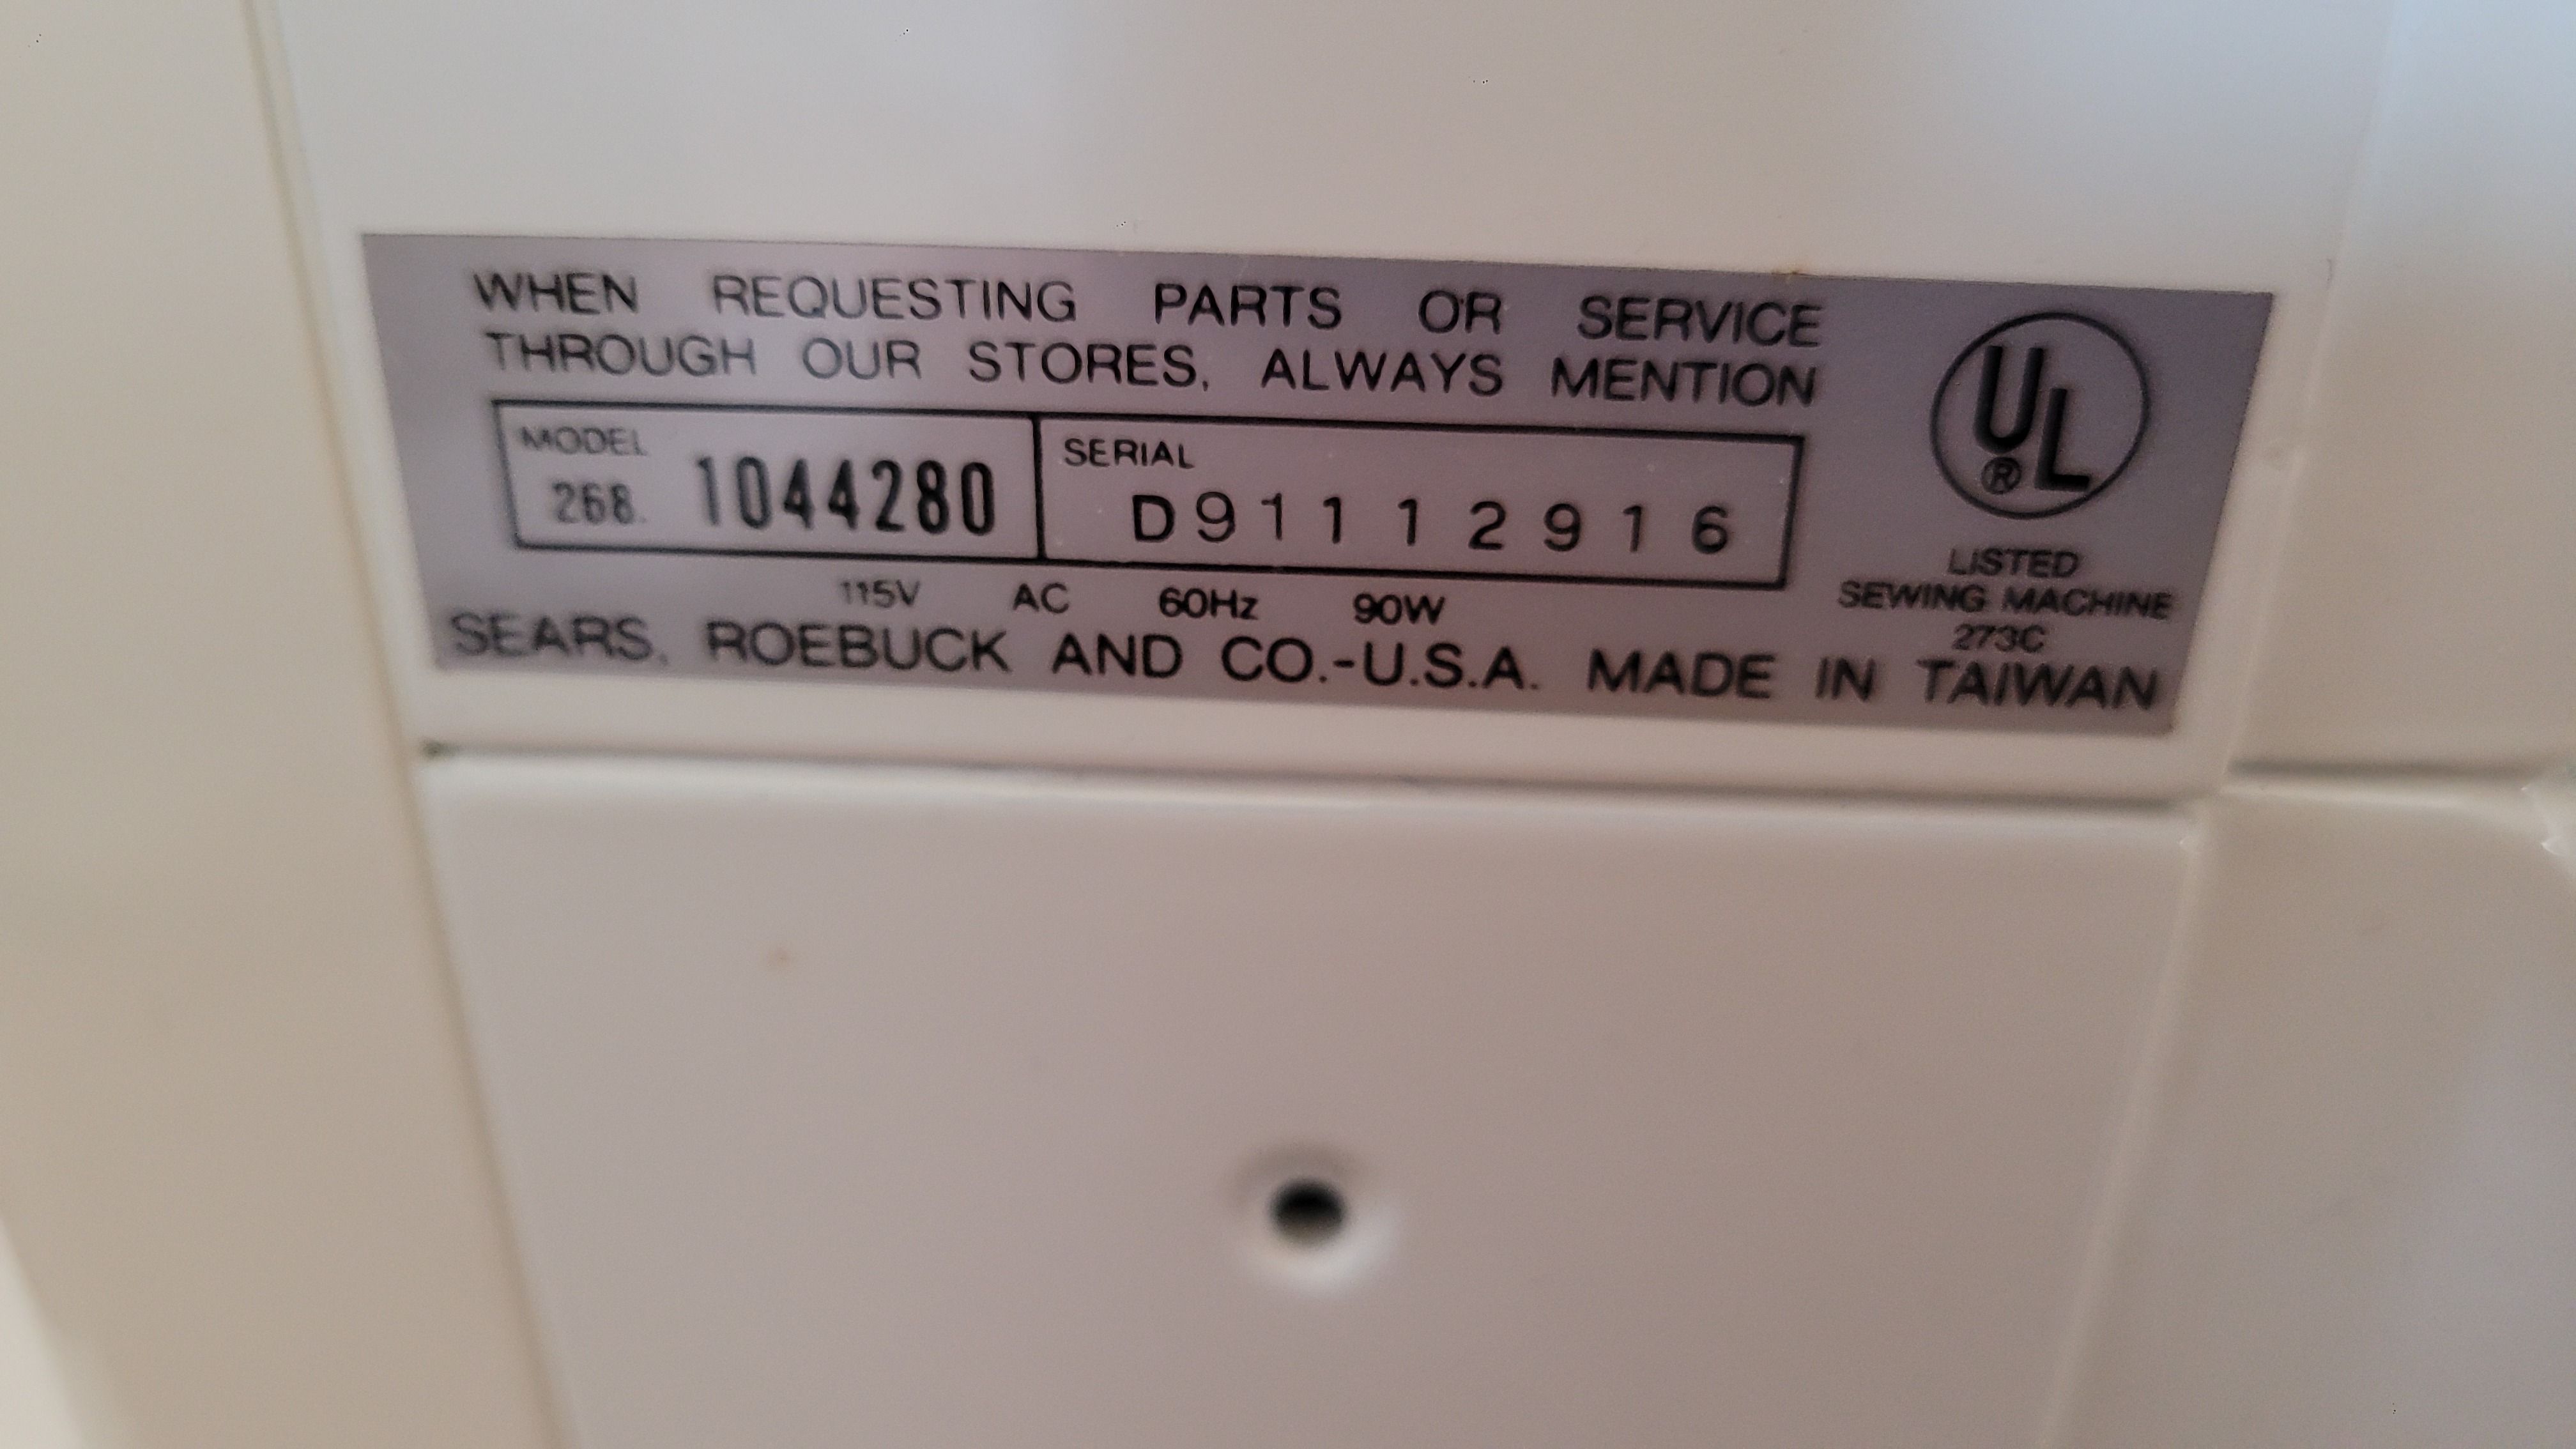 WHEN REQUESTING PARTS OR SERVICE
THROUGH OUR STORES, ALWAYS MENTION
MODEL
268. 1044280
SERIAL
D91112916
UL
®
LISTED
SEWING MACHINE
273C
115V AC 60Hz 90W
SEARS, ROEBUCK AND CO.-U.S.A. MADE IN TAIWAN